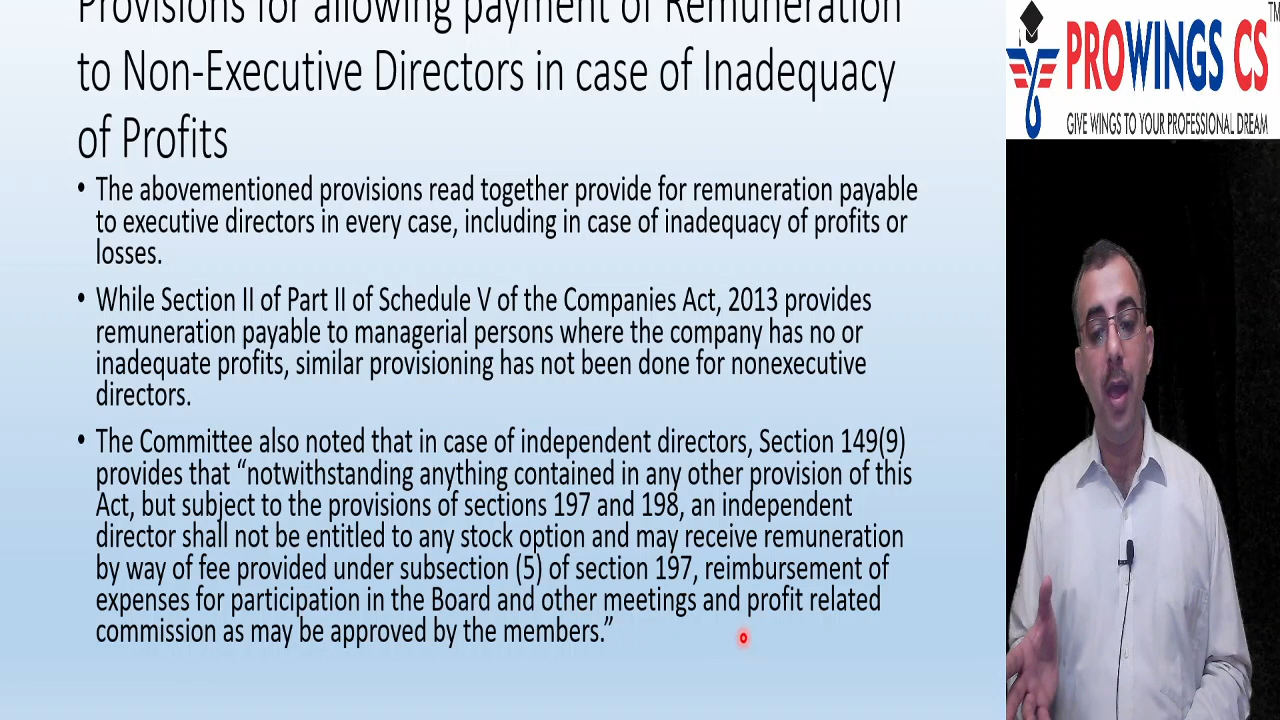 Provisions for allowing payment of Remuneration
to Non-Executive Directors in case of Inadequacy
of Profits
• The abovementioned provisions read together provide for remuneration payable
to executive directors in every case, including in case of inadequacy of profits or
losses.
• While Section II of Part II of Schedule V of the Companies Act, 2013 provides
remuneration payable to managerial persons where the company has no or
inadequate profits, similar provisioning has not been done for nonexecutive
directors.
• The Committee also noted that in case of independent directors, Section 149(9)
provides that “notwithstanding anything contained in any other provision of this
Act, but subject to the provisions of sections 197 and 198, an independent
director shall not be entitled to any stock option and may receive remuneration
by way of fee provided under subsection (5) of section 197, reimbursement of
expenses for participation in the Board and other meetings and profit related
commission as may be approved by the members.”
PROWINGS CS TM
GIVE WINGS TO YOUR PROFESSIONAL DREAM